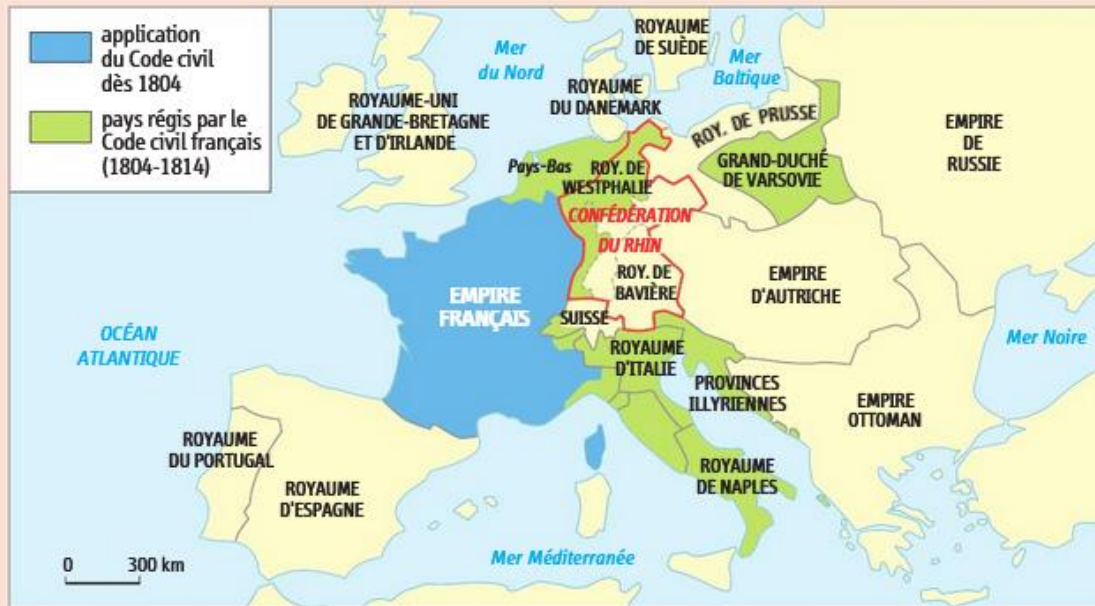 application
du Code civil
dès 1804
pays régis par le
Code civil français
(1804-1814)
ROYAUME
DE SUÈDE
Mer
du Nord
Mer
Baltique
ROYAUME
DU DANEMARK
ROYAUME-UNI
DE GRANDE-BRETAGNE
ET D'IRLANDE
ROY. DE PRUSSE
EMPIRE
DE
RUSSIE
Pays-Bas
ROY. DE
WESTPHALIE
GRAND-DUCHÉ
DE VARSOVIE
CONFÉDÉRATION
DU RHIN
ROY. DE
BAVIÈRE
EMPIRE
D'AUTRICHE
EMPIRE
FRANÇAIS
SUISSE
OCÉAN
ATLANTIQUE
Mer Noire
ROYAUME
D'ITALIE
PROVINCES
ILLYRIENNES
EMPIRE
OTTOMAN
ROYAUME
DU PORTUGAL
ROYAUME
D'ESPAGNE
ROYAUME
DE NAPLES
Mer Méditerranée
0 300 km